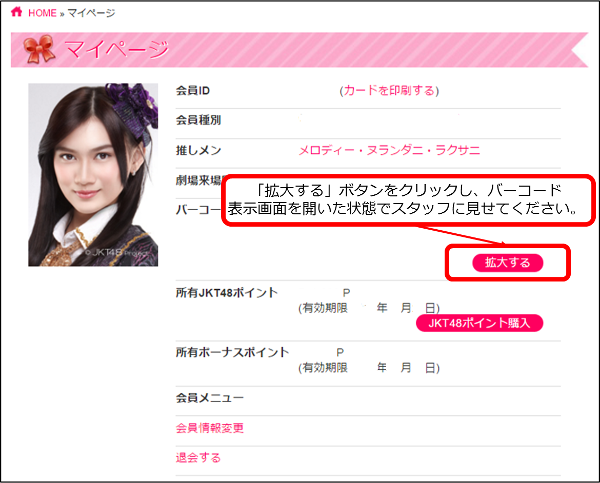 HOME » マイページ
マイページ
会員ID (カードを印刷する)
会員種別
推しメン メロディー・ヌランダニ・ラクサニ
劇場来場
「拡大する」ボタンをクリックし、バーコード
表示画面を開いた状態でスタッフに見せてください。
バーコー
拡大する
©JKT48 Project
所有JKT48ポイント P
(有効期限 年 月 日)
JKT48ポイント購入
所有ボーナスポイント P
(有効期限 年 月 日)
会員メニュー
会員情報変更
退会する